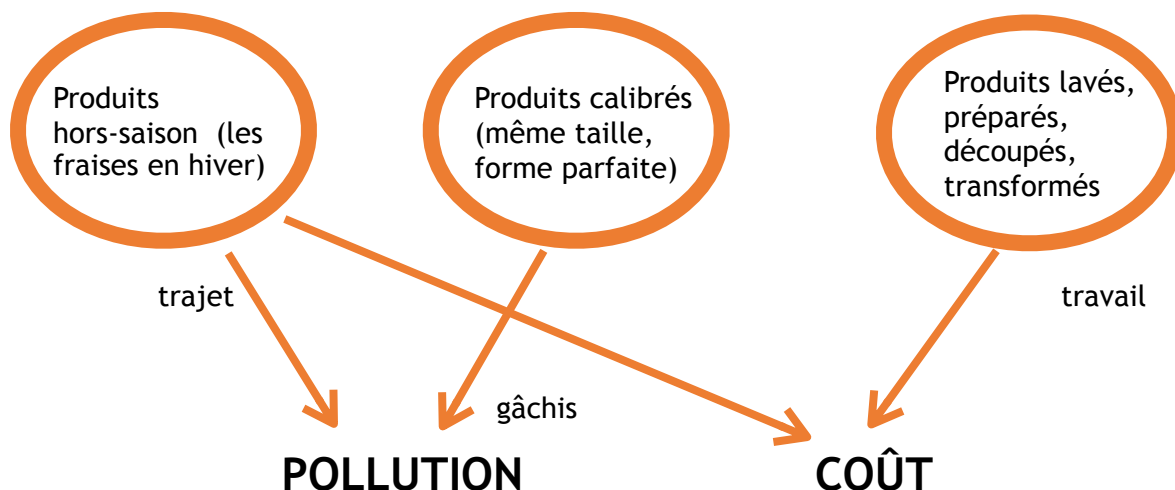 Produits
hors-saison (les
fraises en hiver)
Produits calibrés
(même taille,
forme parfaite)
Produits lavés,
préparés,
découpés,
transformés
trajet
travail
gâchis
POLLUTION
COÛT